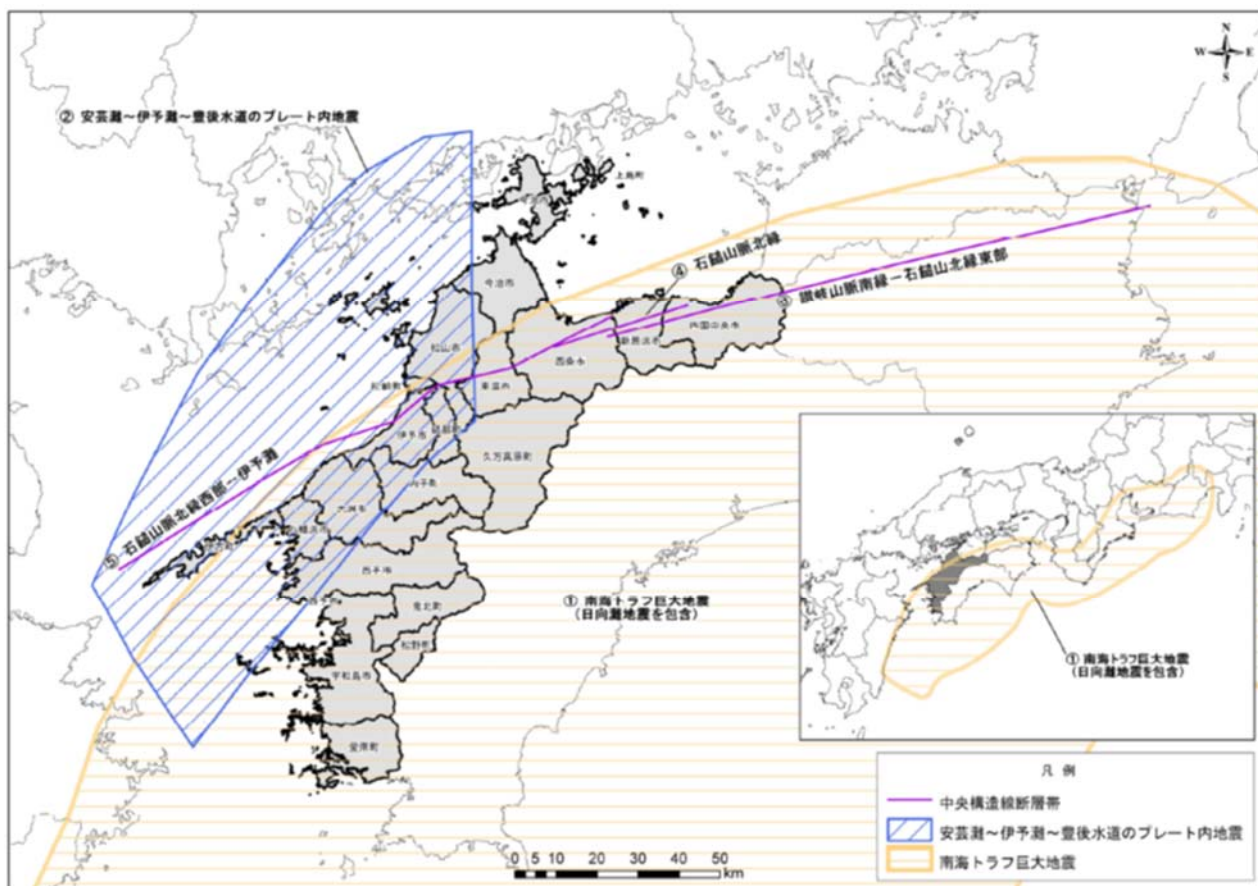 N
W E
S
② 安芸灘～伊予灘～豊後水道のプレート内地震
上島町
④ 石鎚山脈北縁
③ 讃岐山脈南縁－石鎚山脈北縁東部
今治市
四国中央市
新居浜市
松山市
西条市
東温市
松前町
伊予市
砥部町
久万高原町
⑤ 石鎚山脈北縁西部－伊予灘
内子町
大洲市
八幡浜市
西予市
鬼北町
松野町
宇和島市
愛南町
① 南海トラフ巨大地震
(日向灘地震を包含)
① 南海トラフ巨大地震
(日向灘地震を包含)
凡 例
中央構造線断層帯
安芸灘～伊予灘～豊後水道のプレート内地震
南海トラフ巨大地震
0 5 10 20 30 40 50
km